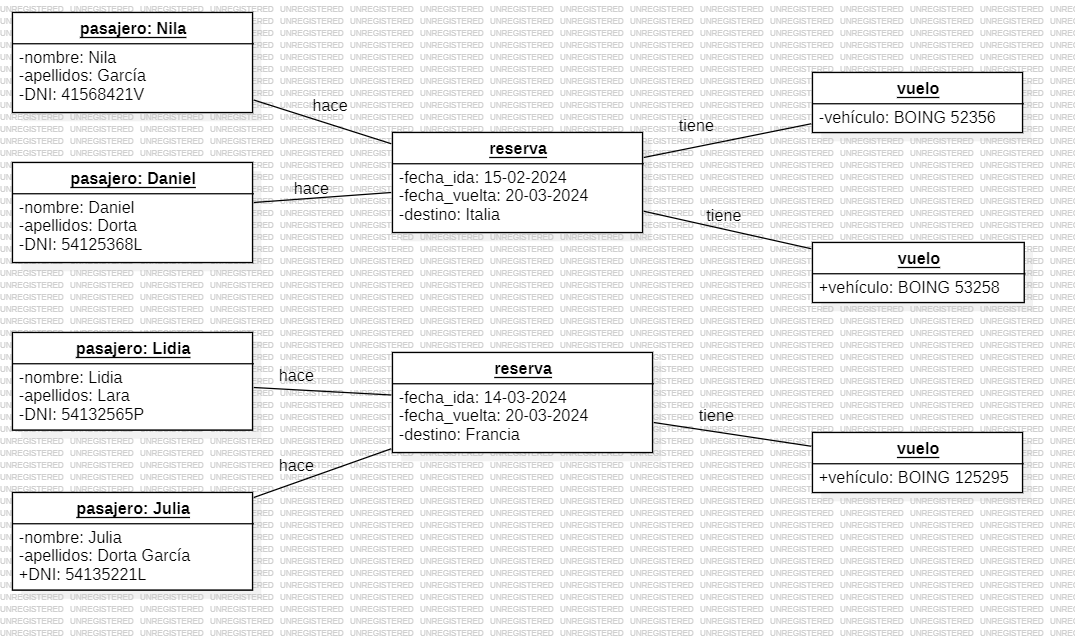 pasajero: Nila
-nombre: Nila
-apellidos: García
-DNI: 41568421V
hace
pasajero: Daniel
-nombre: Daniel
-apellidos: Dorta
-DNI: 54125368L
hace
reserva
-fecha_ida: 15-02-2024
-fecha_vuelta: 20-03-2024
-destino: Italia
tiene
vuelo
-vehículo: BOING 52356
tiene
vuelo
+vehículo: BOING 53258
pasajero: Lidia
-nombre: Lidia
-apellidos: Lara
-DNI: 54132565P
hace
pasajero: Julia
-nombre: Julia
-apellidos: Dorta García
+DNI: 54135221L
hace
reserva
-fecha_ida: 14-03-2024
-fecha_vuelta: 20-03-2024
-destino: Francia
tiene
vuelo
+vehículo: BOING 125295
UNREGISTERED